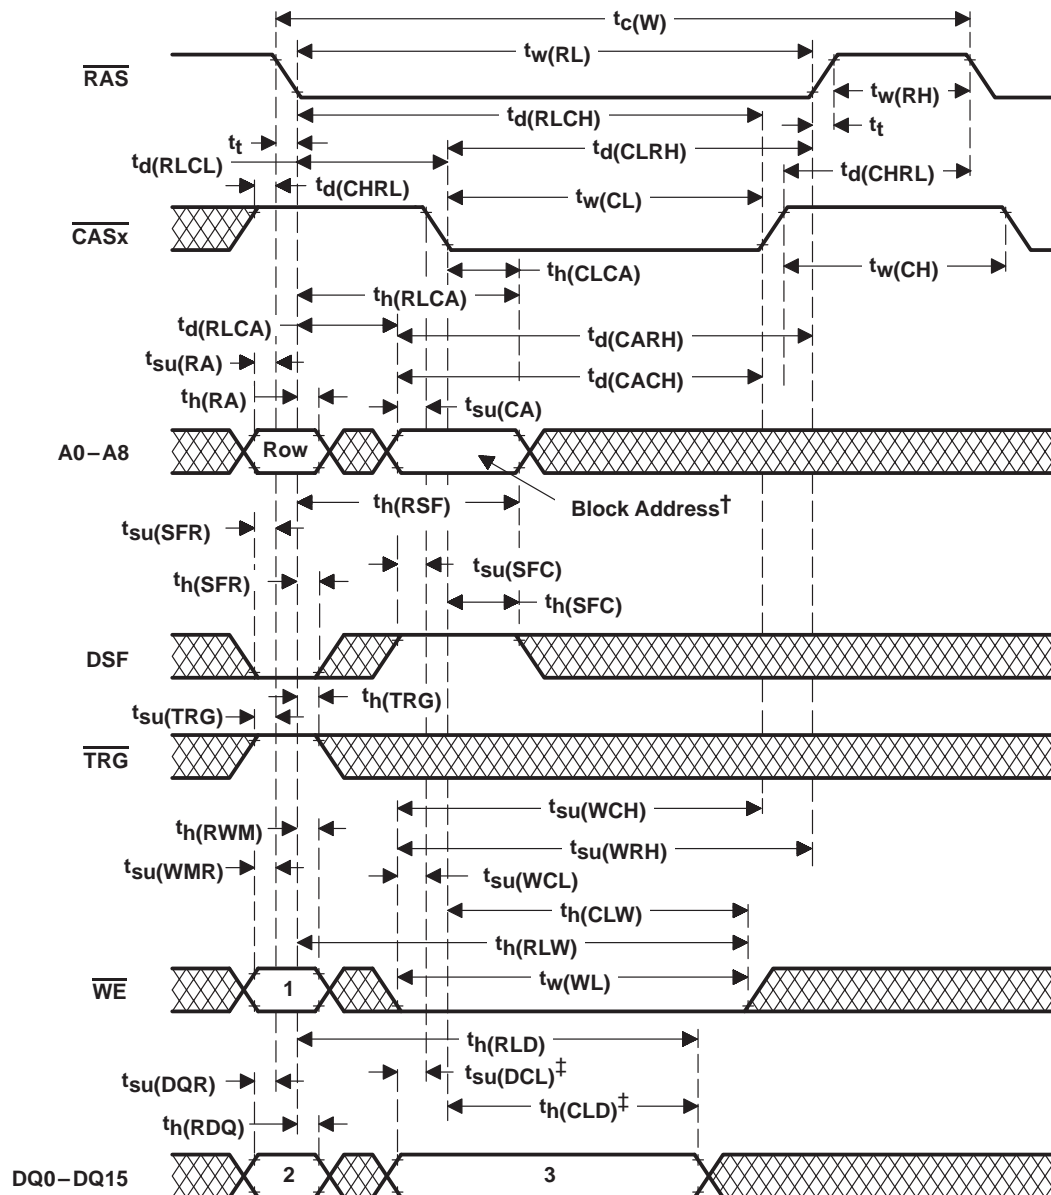 tc(W)
RAS
tw(RL)
tw(RH)
td(RLCH)
tt
tt
td(CLRH)
td(RLCL)
td(CHRL)
td(CHRL)
tw(CL)
CASx
th(CLCA)
tw(CH)
th(RLCA)
td(RLCA)
td(CARH)
tsu(RA)
td(CACH)
th(RA)
tsu(CA)
A0–A8
Row
th(RSF)
Block Address†
tsu(SFR)
tsu(SFC)
th(SFR)
th(SFC)
DSF
th(TRG)
tsu(TRG)
TRG
tsu(WCH)
th(RWM)
tsu(WRH)
tsu(WMR)
tsu(WCL)
th(CLW)
th(RLW)
WE
1
tw(WL)
th(RLD)
tsu(DQR)
tsu(DCL)‡
th(CLD)‡
th(RDQ)
DQ0–DQ15
2
3